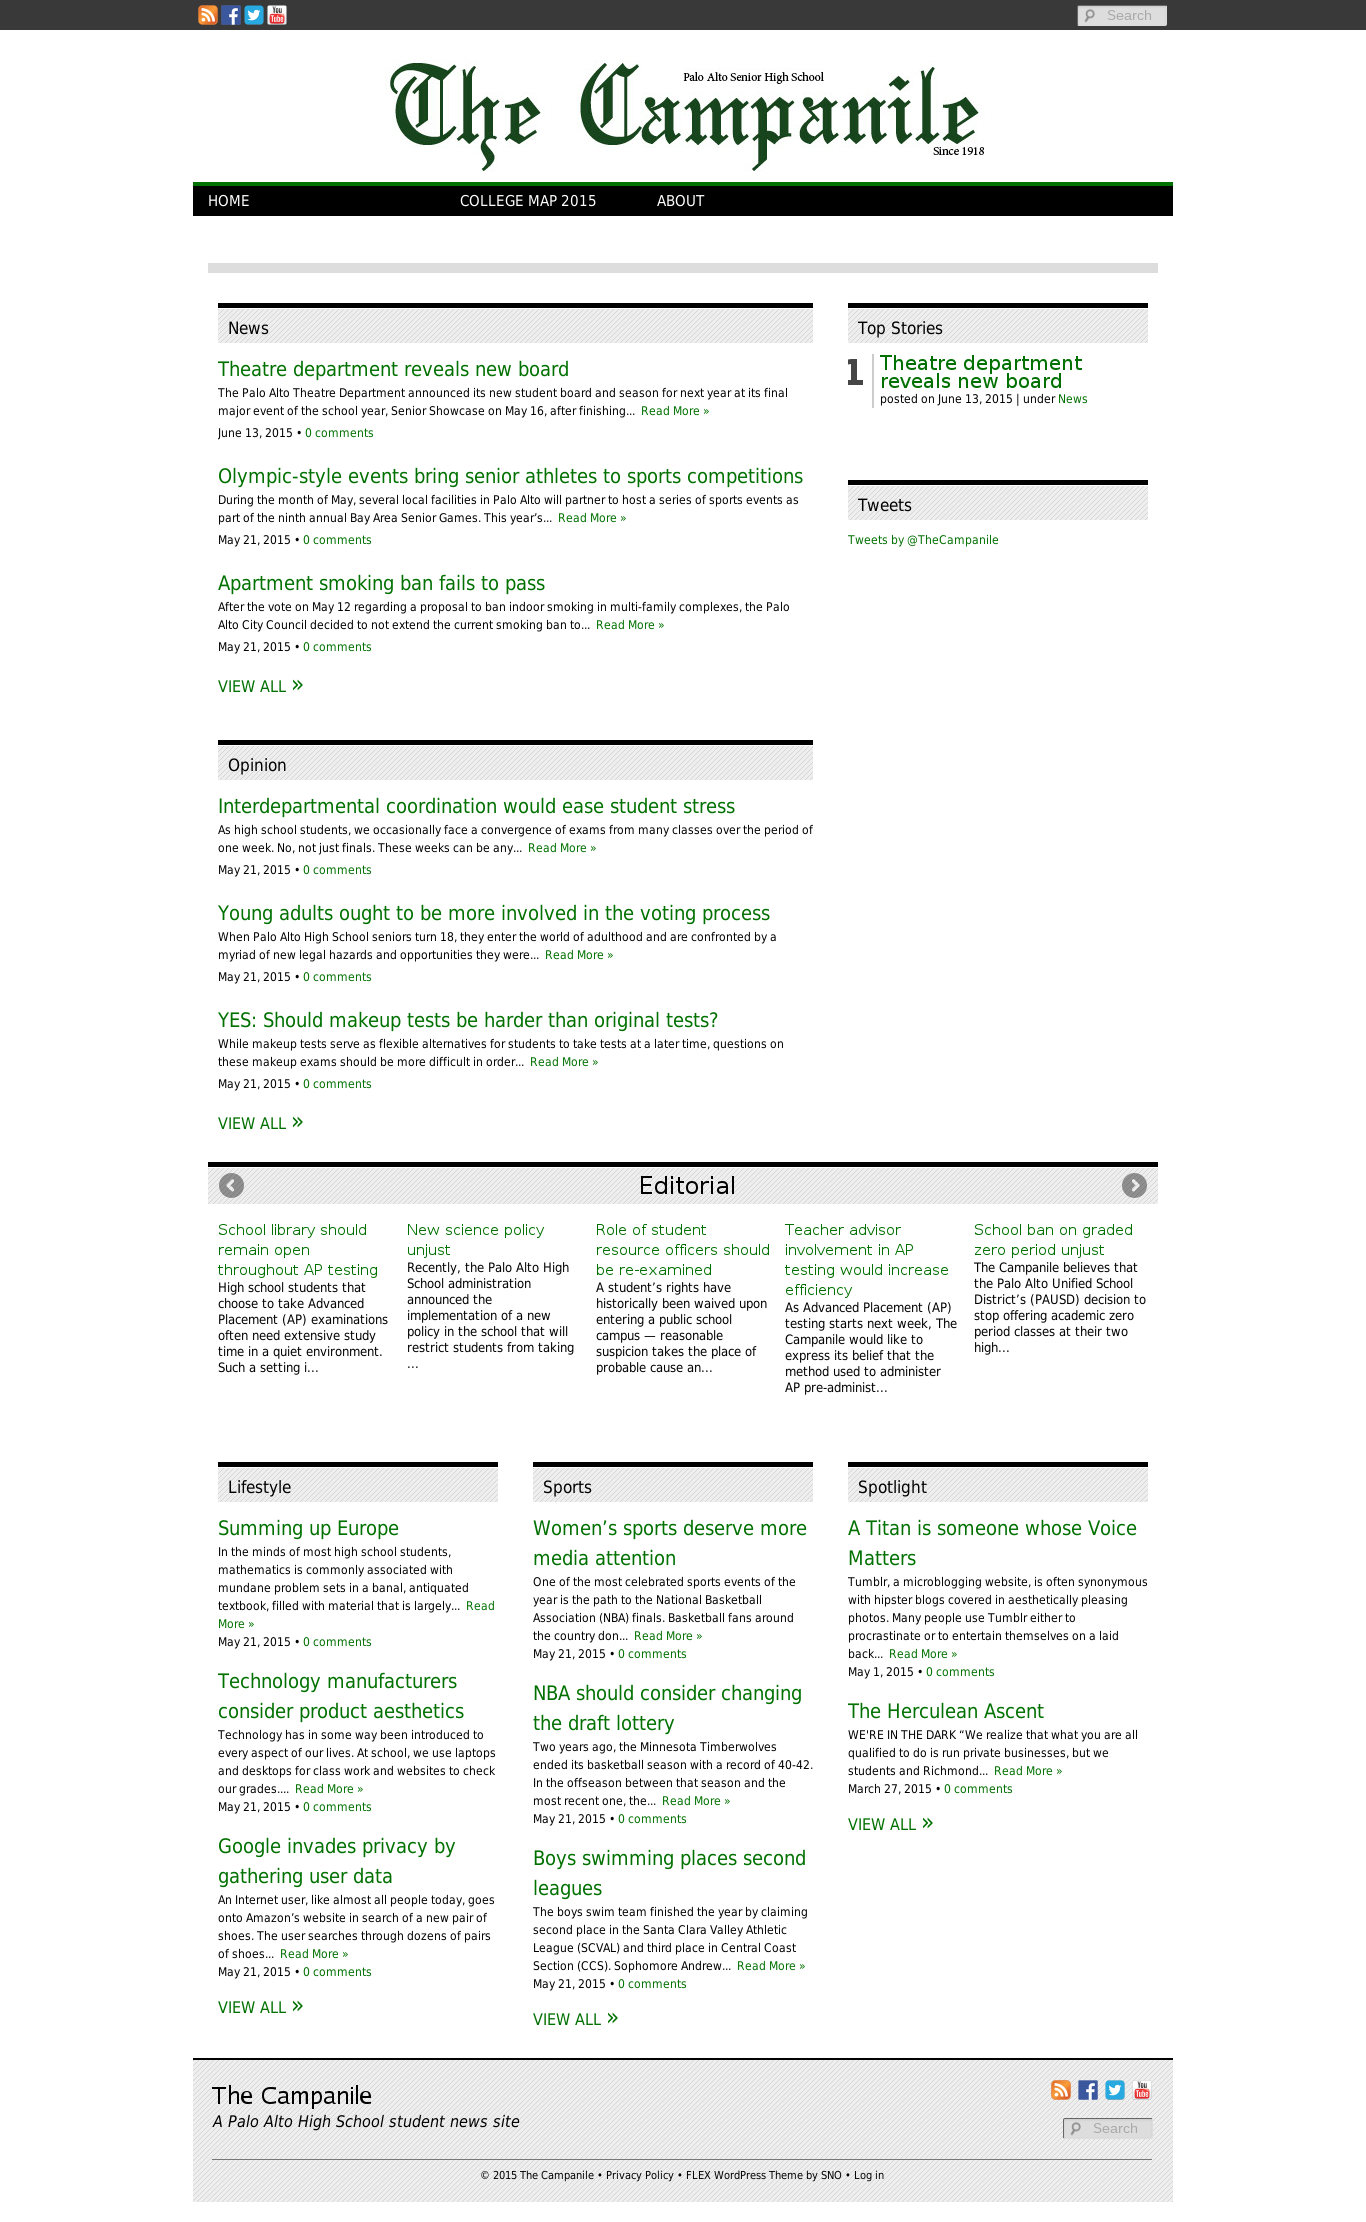 Search
Palo Alto Senior High School
The Campanile
Since 1918
HOME COLLEGE MAP 2015 ABOUT
News
Theatre department reveals new board
The Palo Alto Theatre Department announced its new student board and season for next year at its final
major event of the school year, Senior Showcase on May 16, after finishing... Read More »
June 13, 2015 • 0 comments
Olympic-style events bring senior athletes to sports competitions
During the month of May, several local facilities in Palo Alto will partner to host a series of sports events as
part of the ninth annual Bay Area Senior Games. This year’s... Read More »
May 21, 2015 • 0 comments
Apartment smoking ban fails to pass
After the vote on May 12 regarding a proposal to ban indoor smoking in multi-family complexes, the Palo
Alto City Council decided to not extend the current smoking ban to... Read More »
May 21, 2015 • 0 comments
VIEW ALL »
Top Stories
1
Theatre department
reveals new board
posted on June 13, 2015 | under News
Tweets
Tweets by @TheCampanile
Opinion
Interdepartmental coordination would ease student stress
As high school students, we occasionally face a convergence of exams from many classes over the period of
one week. No, not just finals. These weeks can be any... Read More »
May 21, 2015 • 0 comments
Young adults ought to be more involved in the voting process
When Palo Alto High School seniors turn 18, they enter the world of adulthood and are confronted by a
myriad of new legal hazards and opportunities they were... Read More »
May 21, 2015 • 0 comments
YES: Should makeup tests be harder than original tests?
While makeup tests serve as flexible alternatives for students to take tests at a later time, questions on
these makeup exams should be more difficult in order... Read More »
May 21, 2015 • 0 comments
VIEW ALL »
Editorial
School library should
remain open
throughout AP testing
High school students that
choose to take Advanced
Placement (AP) examinations
often need extensive study
time in a quiet environment.
Such a setting i...
New science policy
unjust
Recently, the Palo Alto High
School administration
announced the
implementation of a new
policy in the school that will
restrict students from taking
...
Role of student
resource officers should
be re-examined
A student’s rights have
historically been waived upon
entering a public school
campus — reasonable
suspicion takes the place of
probable cause an...
Teacher advisor
involvement in AP
testing would increase
efficiency
As Advanced Placement (AP)
testing starts next week, The
Campanile would like to
express its belief that the
method used to administer
AP pre-administ...
School ban on graded
zero period unjust
The Campanile believes that
the Palo Alto Unified School
District’s (PAUSD) decision to
stop offering academic zero
period classes at their two
high...
Lifestyle
Summing up Europe
In the minds of most high school students,
mathematics is commonly associated with
mundane problem sets in a banal, antiquated
textbook, filled with material that is largely... Read
More »
May 21, 2015 • 0 comments
Technology manufacturers
consider product aesthetics
Technology has in some way been introduced to
every aspect of our lives. At school, we use laptops
and desktops for class work and websites to check
our grades.... Read More »
May 21, 2015 • 0 comments
Google invades privacy by
gathering user data
An Internet user, like almost all people today, goes
onto Amazon’s website in search of a new pair of
shoes. The user searches through dozens of pairs
of shoes... Read More »
May 21, 2015 • 0 comments
VIEW ALL »
Sports
Women’s sports deserve more
media attention
One of the most celebrated sports events of the
year is the path to the National Basketball
Association (NBA) finals. Basketball fans around
the country don... Read More »
May 21, 2015 • 0 comments
NBA should consider changing
the draft lottery
Two years ago, the Minnesota Timberwolves
ended its basketball season with a record of 40-42.
In the offseason between that season and the
most recent one, the... Read More »
May 21, 2015 • 0 comments
Boys swimming places second
leagues
The boys swim team finished the year by claiming
second place in the Santa Clara Valley Athletic
League (SCVAL) and third place in Central Coast
Section (CCS). Sophomore Andrew... Read More »
May 21, 2015 • 0 comments
VIEW ALL »
Spotlight
A Titan is someone whose Voice
Matters
Tumblr, a microblogging website, is often synonymous
with hipster blogs covered in aesthetically pleasing
photos. Many people use Tumblr either to
procrastinate or to entertain themselves on a laid
back... Read More »
May 1, 2015 • 0 comments
The Herculean Ascent
WE'RE IN THE DARK “We realize that what you are all
qualified to do is run private businesses, but we
students and Richmond... Read More »
March 27, 2015 • 0 comments
VIEW ALL »
The Campanile
A Palo Alto High School student news site
You
Tube
Search
© 2015 The Campanile • Privacy Policy • FLEX WordPress Theme by SNO • Log in